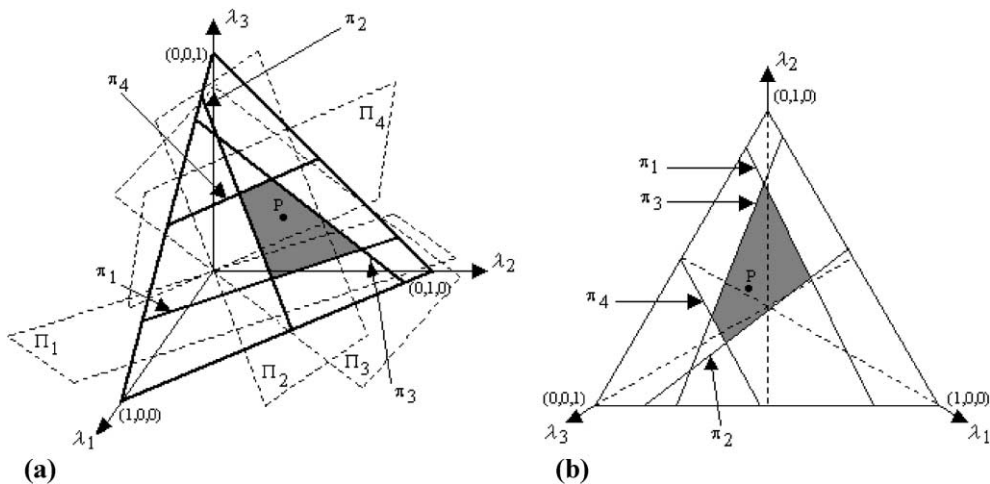 λ3
π2
(0,0,1)
π4
Π4
P
λ2
π1
(0,1,0)
Π1
Π2
Π3
π3
(1,0,0)
λ1
(a)
λ2
(0,1,0)
π1
π3
P
π4
(0,0,1)
(1,0,0)
λ3
π2
λ1
(b)